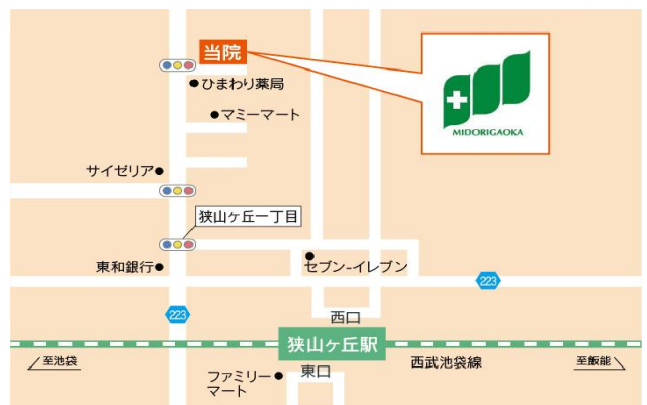 当院
ひまわり薬局
マミーマート
MIDORIGAOKA
サイゼリア
狭山ヶ丘一丁目
東和銀行
セブン-イレブン
223
223
西口
狭山ヶ丘駅
西武池袋線
至池袋
至飯能
東口
ファミリー
マート